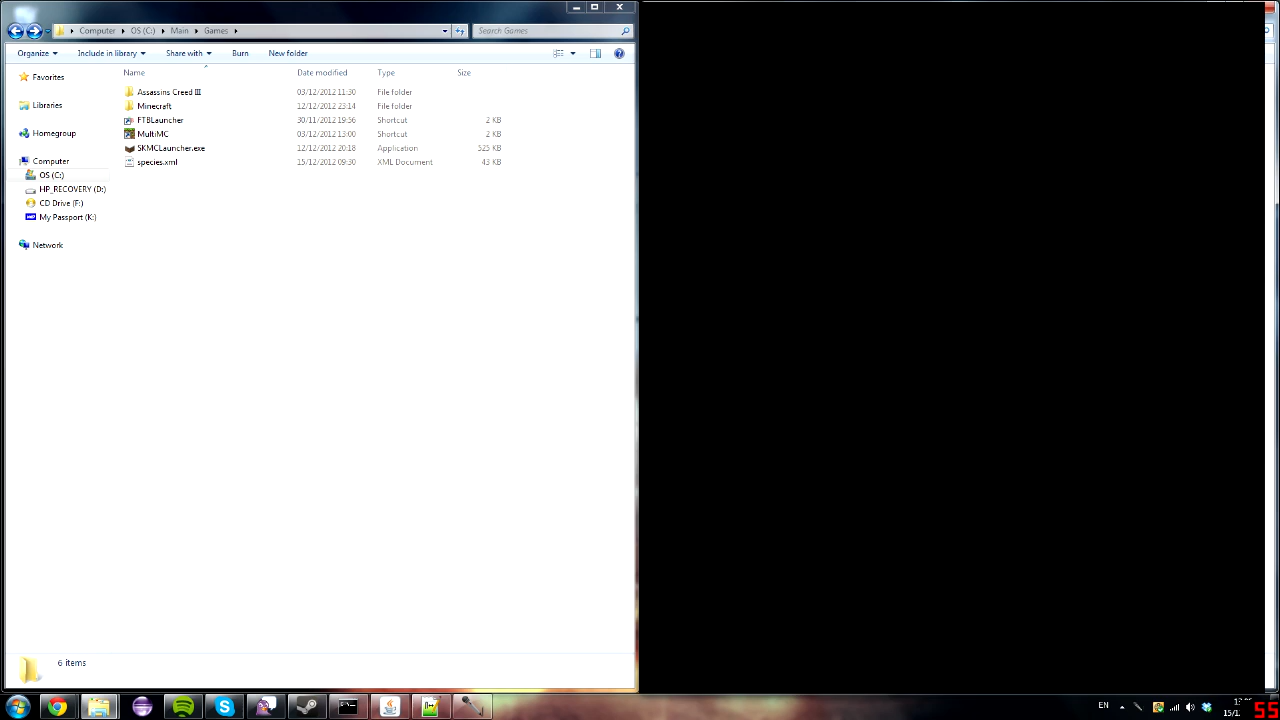 Computer OS (C:) Main Games
Search Games
Organize Include in library Share with Burn New folder
Name Date modified Type Size
Favorites
Libraries
Homegroup
Computer
OS (C:)
HP_RECOVERY (D:)
CD Drive (F:)
My Passport (K:)
Network
Assassins Creed III 03/12/2012 11:30 File folder
Minecraft 12/12/2012 23:14 File folder
FTBLauncher 30/11/2012 19:56 Shortcut 2 KB
MultiMC 03/12/2012 13:00 Shortcut 2 KB
SKMCLauncher.exe 12/12/2012 20:18 Application 525 KB
species.xml 15/12/2012 09:30 XML Document 43 KB
6 items
EN
55